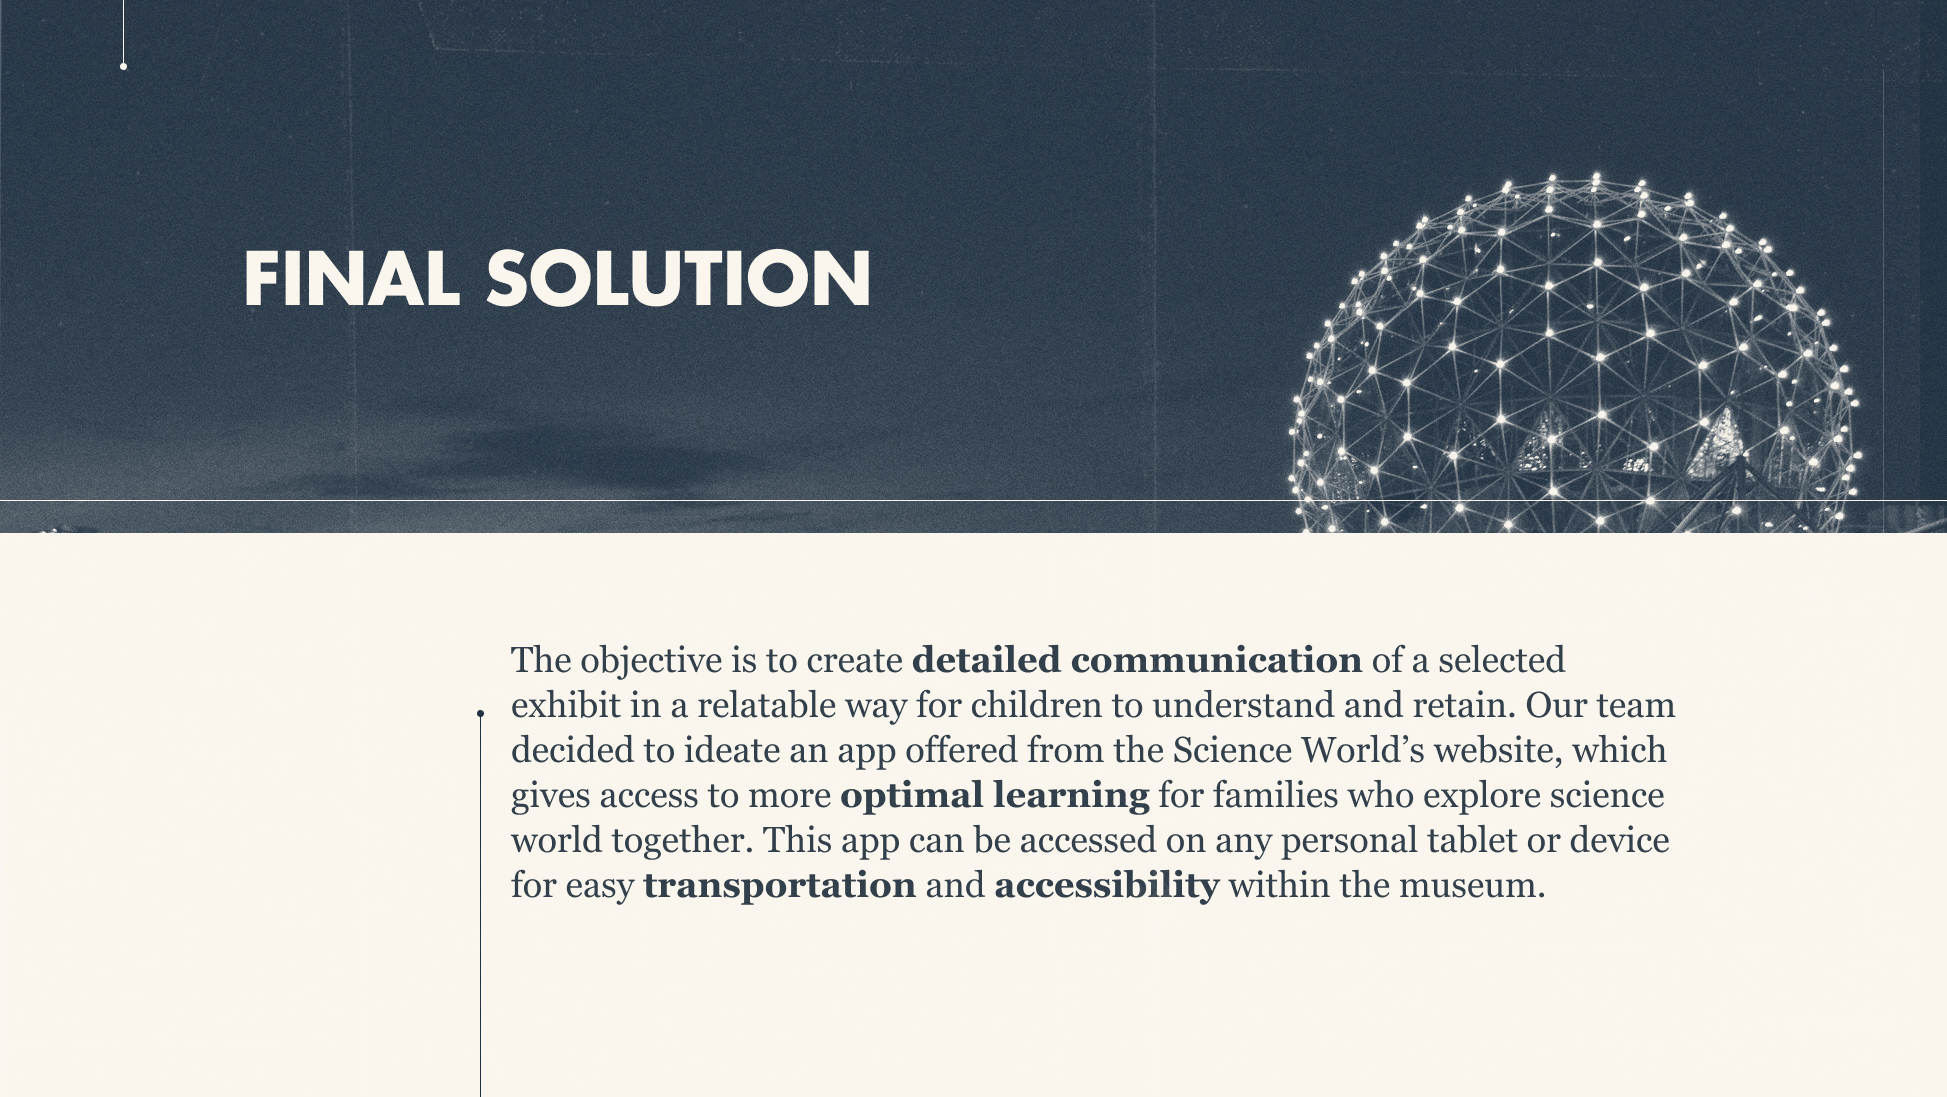 FINAL SOLUTION
The objective is to create detailed communication of a selected
exhibit in a relatable way for children to understand and retain. Our team
decided to ideate an app offered from the Science World’s website, which
gives access to more optimal learning for families who explore science
world together. This app can be accessed on any personal tablet or device
for easy transportation and accessibility within the museum.